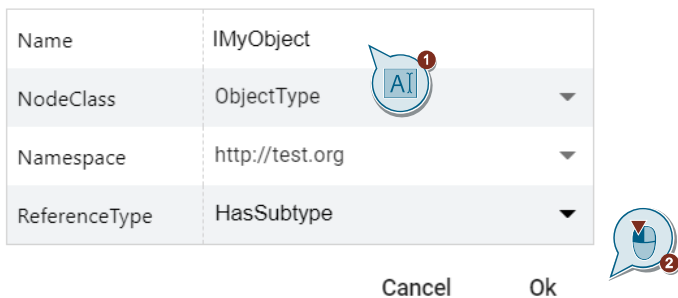 Name IMyObject
1
AI
NodeClass ObjectType
Namespace http://test.org
ReferenceType HasSubtype
2
Cancel Ok